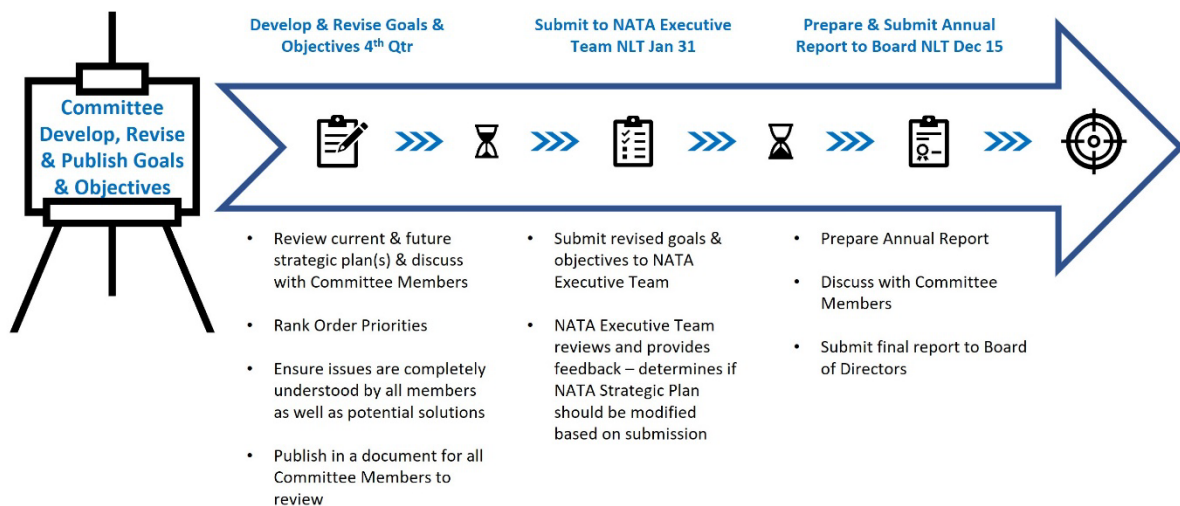 Committee
Develop, Revise
& Publish Goals
& Objectives
Develop & Revise Goals &
Objectives 4th Qtr
Submit to NATA Executive
Team NLT Jan 31
Prepare & Submit Annual
Report to Board NLT Dec 15
• Review current & future
strategic plan(s) & discuss
with Committee Members
• Rank Order Priorities
• Ensure issues are completely
understood by all members
as well as potential solutions
• Publish in a document for all
Committee Members to
review
• Submit revised goals &
objectives to NATA
Executive Team
• NATA Executive Team
reviews and provides
feedback – determines if
NATA Strategic Plan
should be modified
based on submission
• Prepare Annual Report
• Discuss with Committee
Members
• Submit final report to Board
of Directors